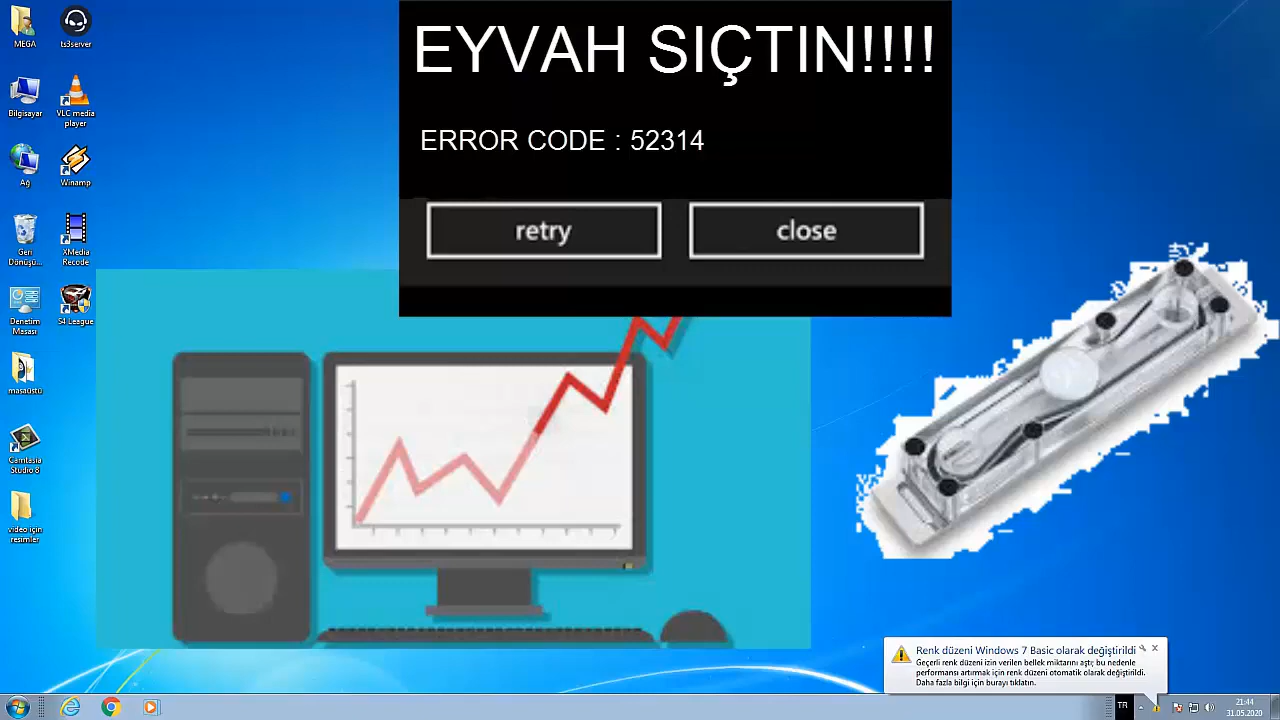 EYVAH SIÇTIN!!!!
ERROR CODE : 52314
retry
close
MEGA
ts3server
Bilgisayar
VLC media
player
Ağ
Winamp
Geri
Dönüşü...
XMedia
Recode
Denetim
Masası
S4 League
masaüstü
Camtasia
Studio 8
video için
resimler
Renk düzeni Windows 7 Basic olarak değiştirildi
Geçerli renk düzeni izin verilen bellek miktarını aştı; bu nedenle
performansı artırmak için renk düzeni otomatik olarak değiştirildi.
Daha fazla bilgi için burayı tıklatın.
TR
21:44
31.05.2020